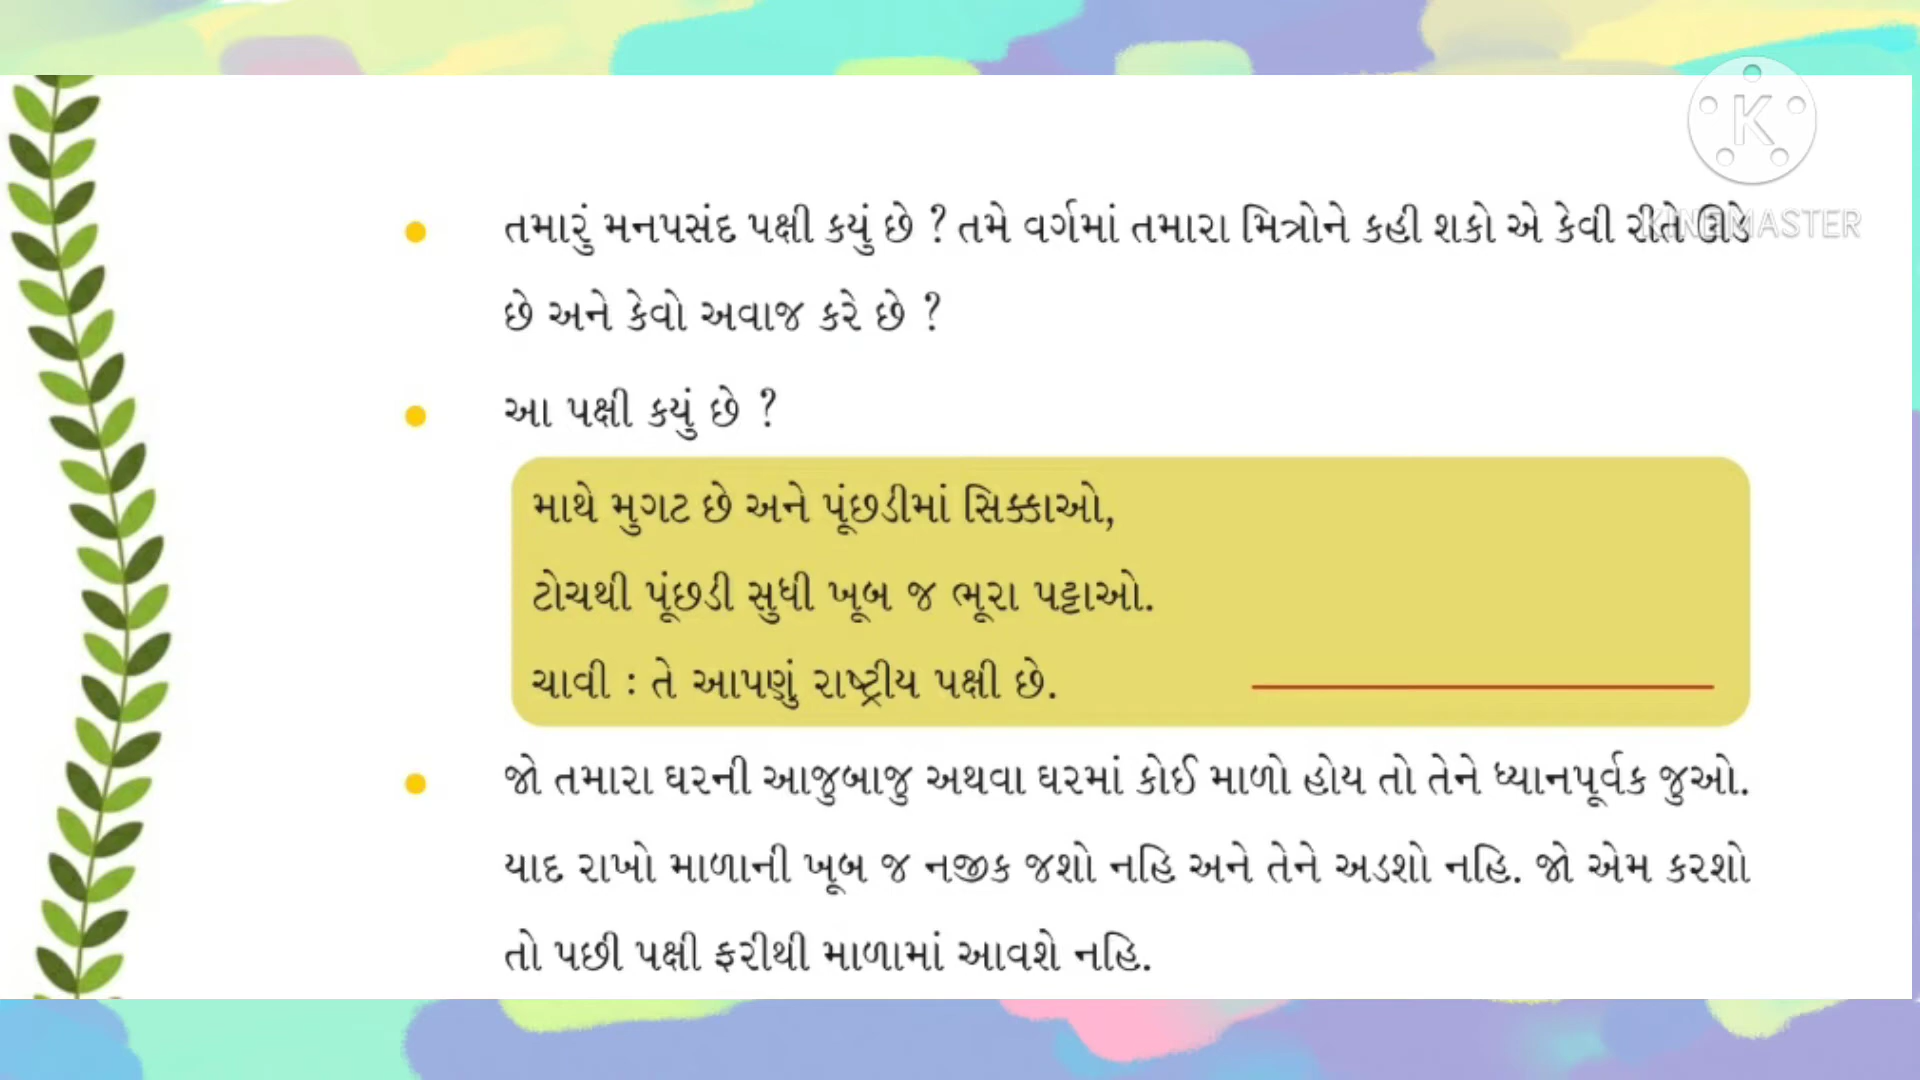 તમારું મનપસંદ પક્ષી કયું છે ? તમે વર્ગમાં તમારા મિત્રોને કહી શકો એ કેવી રીતે ઊડે
છે અને કેવો અવાજ કરે છે ?
આ પક્ષી કયું છે ?
માથે મુગટ છે અને પૂંછડીમાં સિક્કાઓ,
ટોચથી પૂંછડી સુધી ખૂબ જ ભૂરા પટ્ટાઓ.
ચાવી : તે આપણું રાષ્ટ્રીય પક્ષી છે.
જો તમારા ઘરની આજુબાજુ અથવા ઘરમાં કોઈ માળો હોય તો તેને ધ્યાનપૂર્વક જુઓ.
યાદ રાખો માળાની ખૂબ જ નજીક જશો નહિ અને તેને અડશો નહિ. જો એમ કરશો
તો પછી પક્ષી ફરીથી માળામાં આવશે નહિ.
K
KINEMASTER